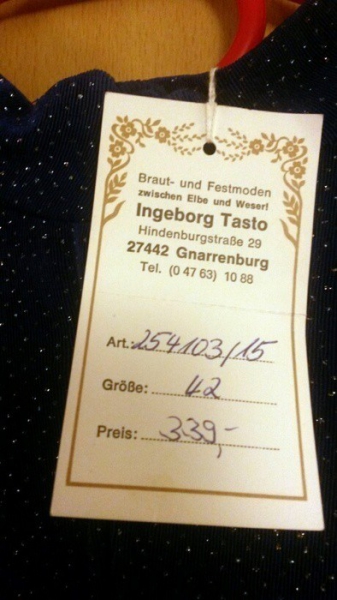 Braut- und Festmoden
zwischen Elbe und Weser!
Ingeborg Tasto
Hindenburgstraße 29
27442 Gnarrenburg
Tel. (0 47 63) 10 88
Art.: 254103/15
Größe: 42
Preis: 339,-